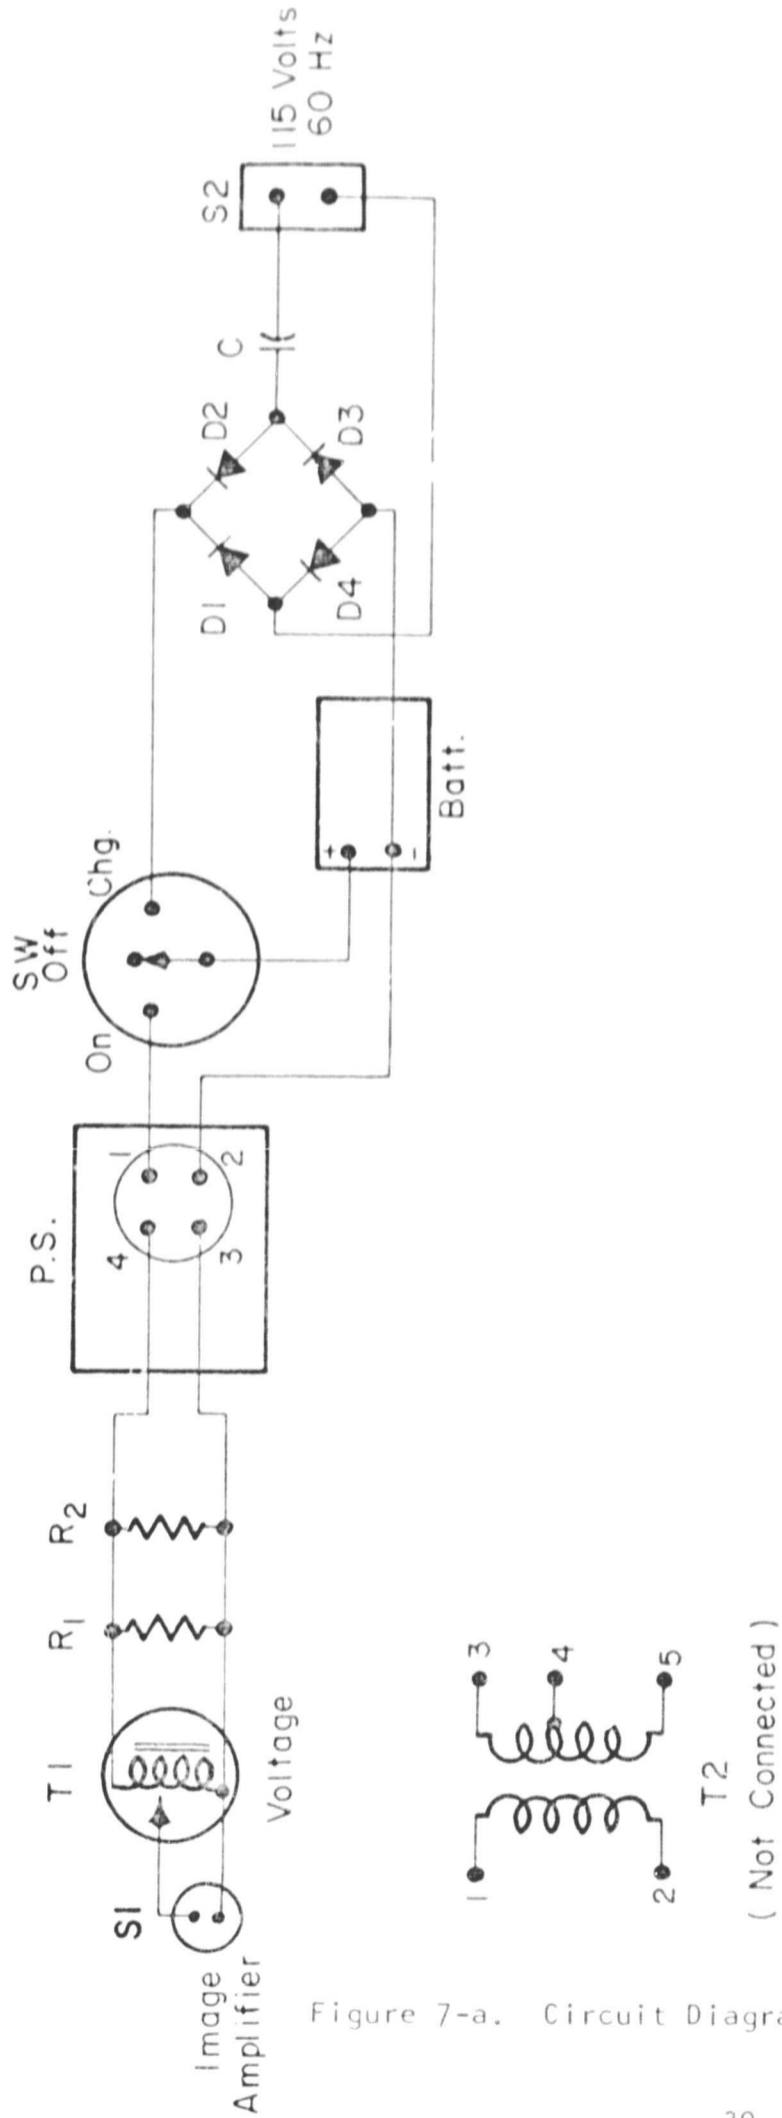 115 Volts
60 Hz
S2
C
D2
D3
D1
D4
SW
Off
On
Chg.
+
-
Batt.
P.S.
1
2
4
3
R2
R1
T1
Voltage
S1
Image
Amplifier
1
2
3
4
5
T2
( Not Connected )
Figure 7-a. Circuit Diagra